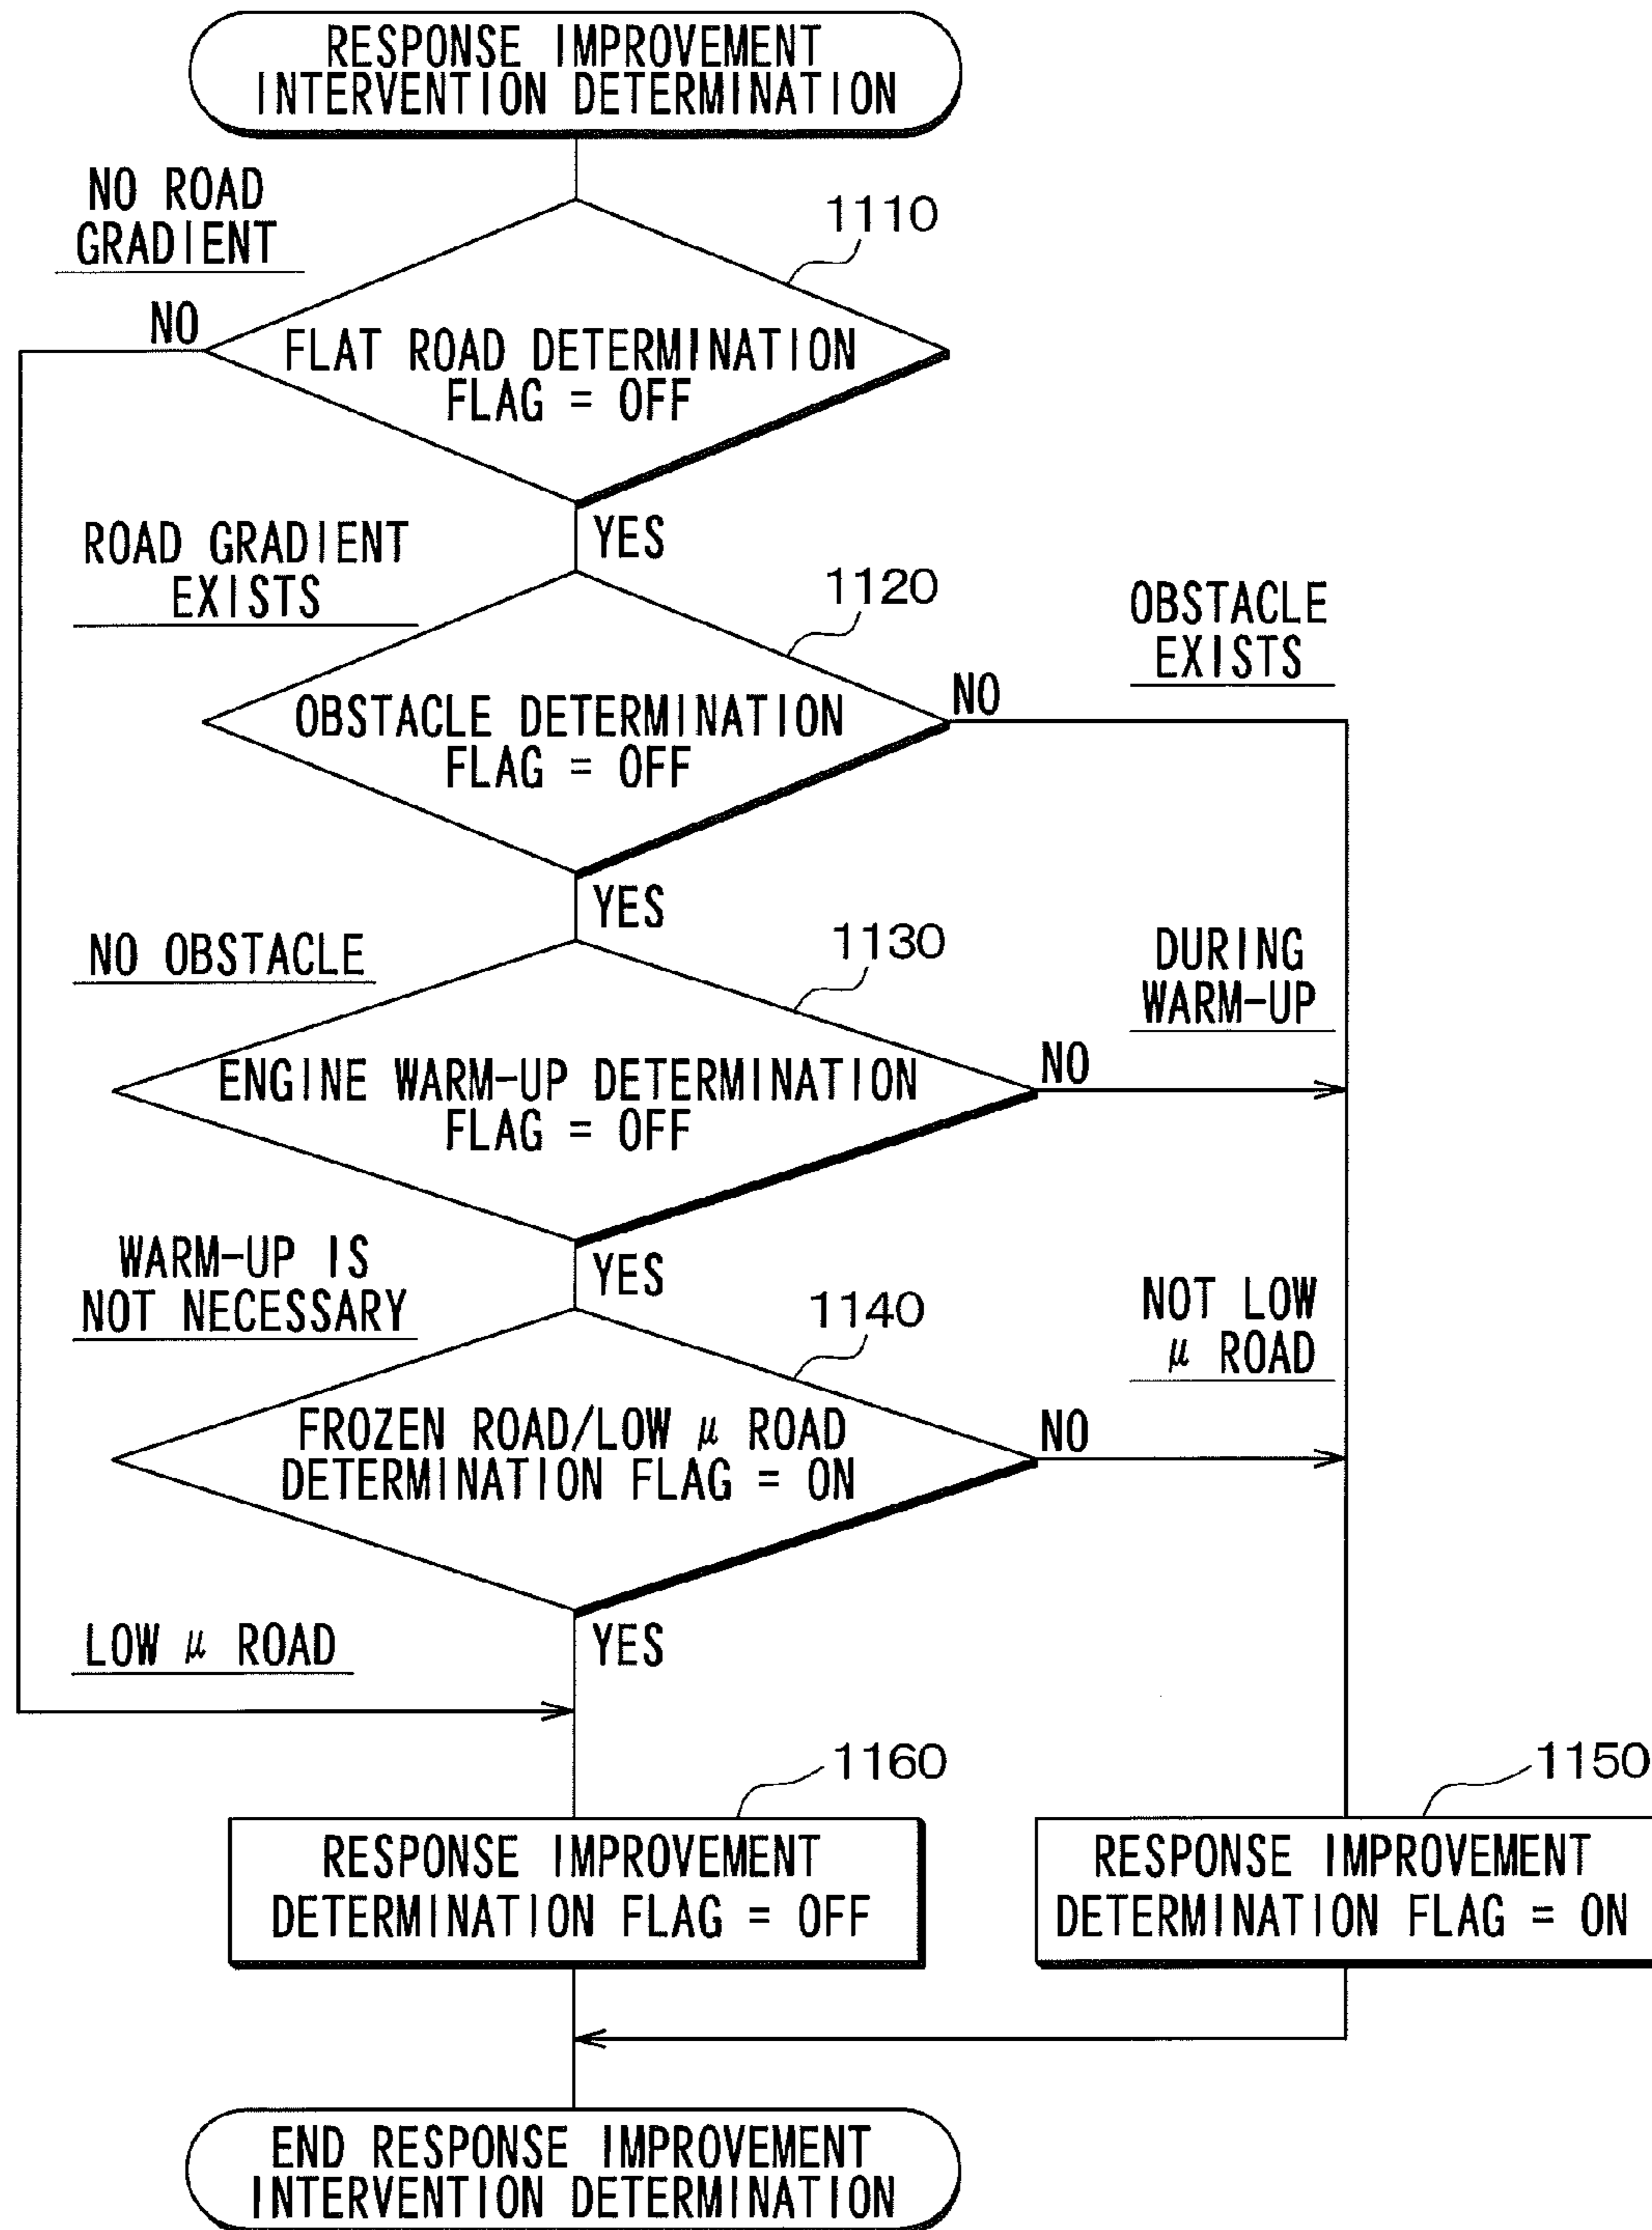 RESPONSE IMPROVEMENT
INTERVENTION DETERMINATION
NO ROAD
GRADIENT
1110
NO
FLAT ROAD DETERMINATION
FLAG = OFF
YES
ROAD GRADIENT
EXISTS
1120
OBSTACLE
EXISTS
NO
OBSTACLE DETERMINATION
FLAG = OFF
YES
NO OBSTACLE
1130
DURING
WARM-UP
NO
ENGINE WARM-UP DETERMINATION
FLAG = OFF
YES
WARM-UP IS
NOT NECESSARY
1140
NOT LOW
μ ROAD
NO
FROZEN ROAD/LOW μ ROAD
DETERMINATION FLAG = ON
YES
LOW μ ROAD
1160
RESPONSE IMPROVEMENT
DETERMINATION FLAG = OFF
1150
RESPONSE IMPROVEMENT
DETERMINATION FLAG = ON
END RESPONSE IMPROVEMENT
INTERVENTION DETERMINATION